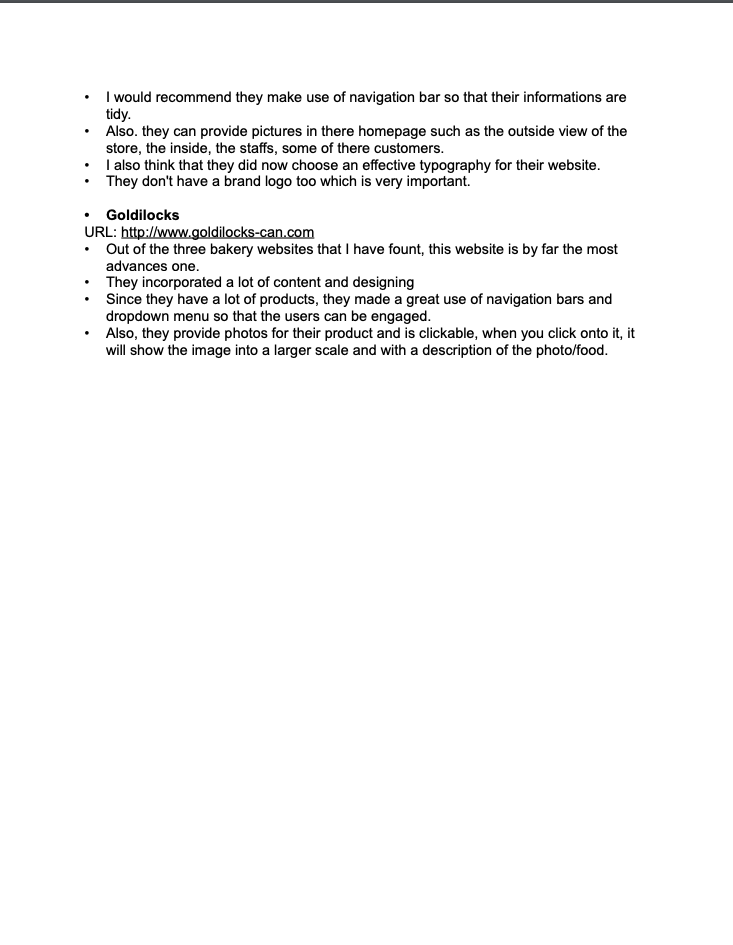 • I would recommend they make use of navigation bar so that their informations are
tidy.
• Also. they can provide pictures in there homepage such as the outside view of the
store, the inside, the staffs, some of there customers.
• I also think that they did now choose an effective typography for their website.
• They don't have a brand logo too which is very important.
• Goldilocks
URL: http://www.goldilocks-can.com
• Out of the three bakery websites that I have fount, this website is by far the most
advances one.
• They incorporated a lot of content and designing
• Since they have a lot of products, they made a great use of navigation bars and
dropdown menu so that the users can be engaged.
• Also, they provide photos for their product and is clickable, when you click onto it, it
will show the image into a larger scale and with a description of the photo/food.